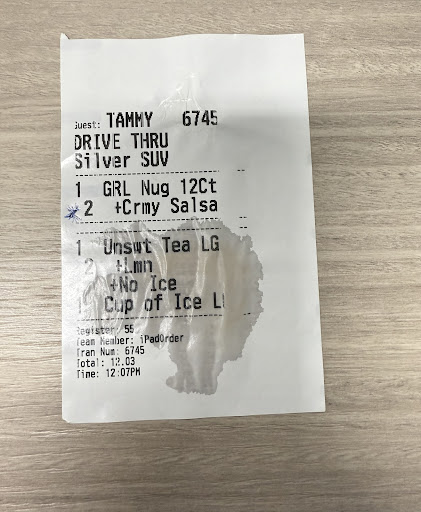 Guest: TAMMY 6745
DRIVE THRU
Silver SUV
1 GRL Nug 12Ct
2 +Crmy Salsa
1 Unswt Tea LG
2 +Lmn
+No Ice
1 Cup of Ice L
Register: 55
Team Member: iPadOrder
Tran Num: 6745
Total: 12.03
Time: 12:07PM